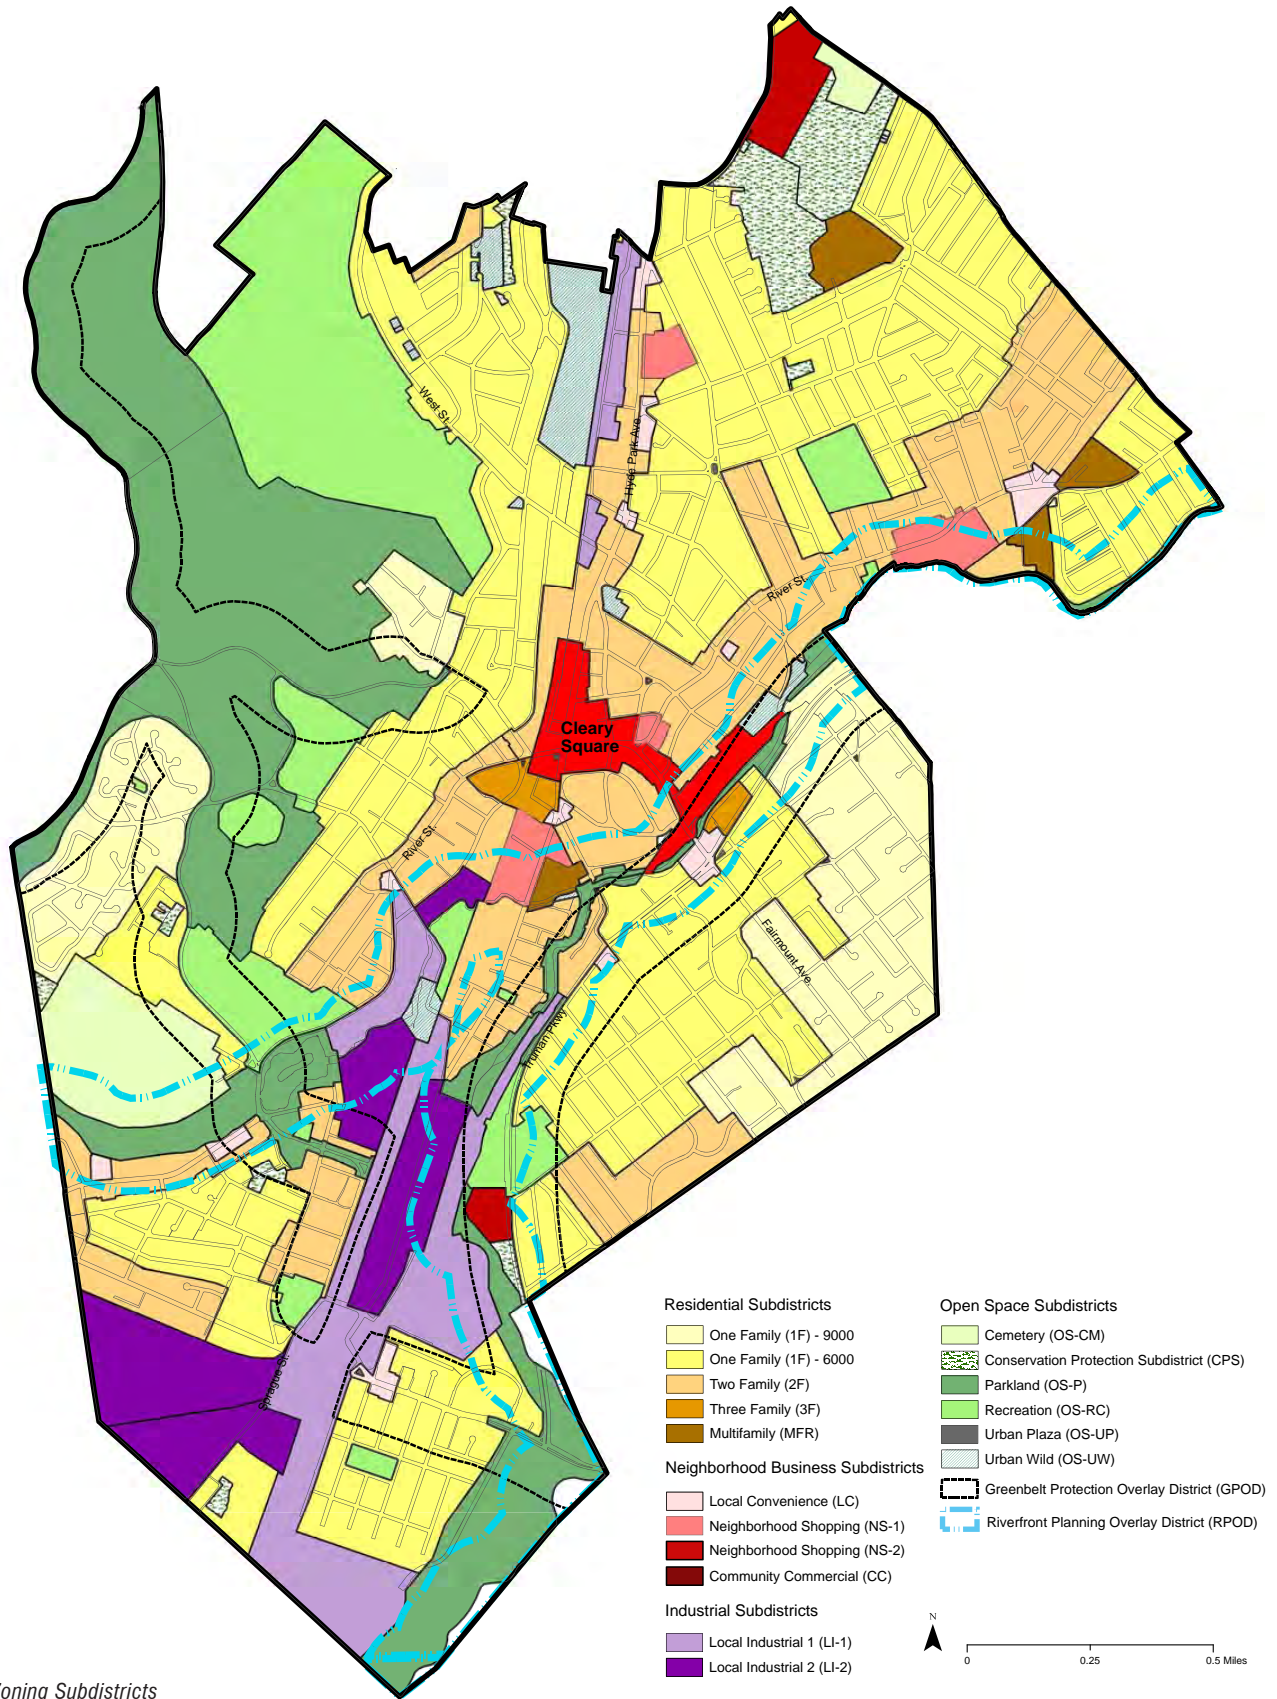 West St.
Hyde Park Ave.
River St.
Cleary
Square
River St.
Fairmount Ave.
Truman Pkwy
Sprague St.
Residential Subdistricts
One Family (1F) - 9000
One Family (1F) - 6000
Two Family (2F)
Three Family (3F)
Multifamily (MFR)
Neighborhood Business Subdistricts
Local Convenience (LC)
Neighborhood Shopping (NS-1)
Neighborhood Shopping (NS-2)
Community Commercial (CC)
Industrial Subdistricts
Local Industrial 1 (LI-1)
Local Industrial 2 (LI-2)
Open Space Subdistricts
Cemetery (OS-CM)
Conservation Protection Subdistrict (CPS)
Parkland (OS-P)
Recreation (OS-RC)
Urban Plaza (OS-UP)
Urban Wild (OS-UW)
Greenbelt Protection Overlay District (GPOD)
Riverfront Planning Overlay District (RPOD)
N
0 0.25 0.5 Miles
oning Subdistricts